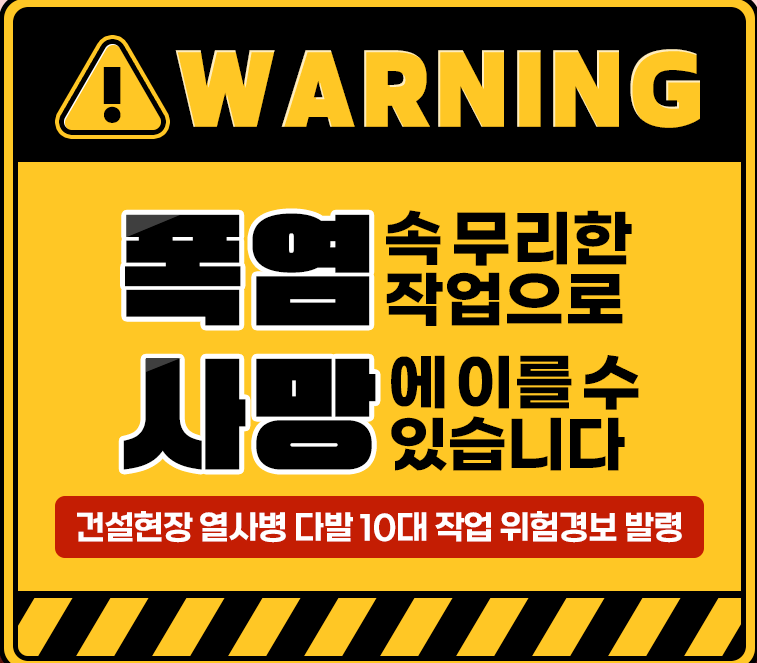 WARNING
폭염 속 무리한
작업으로
사망에 이를 수
있습니다
건설현장 열사병 다발 10대 작업 위험경보 발령